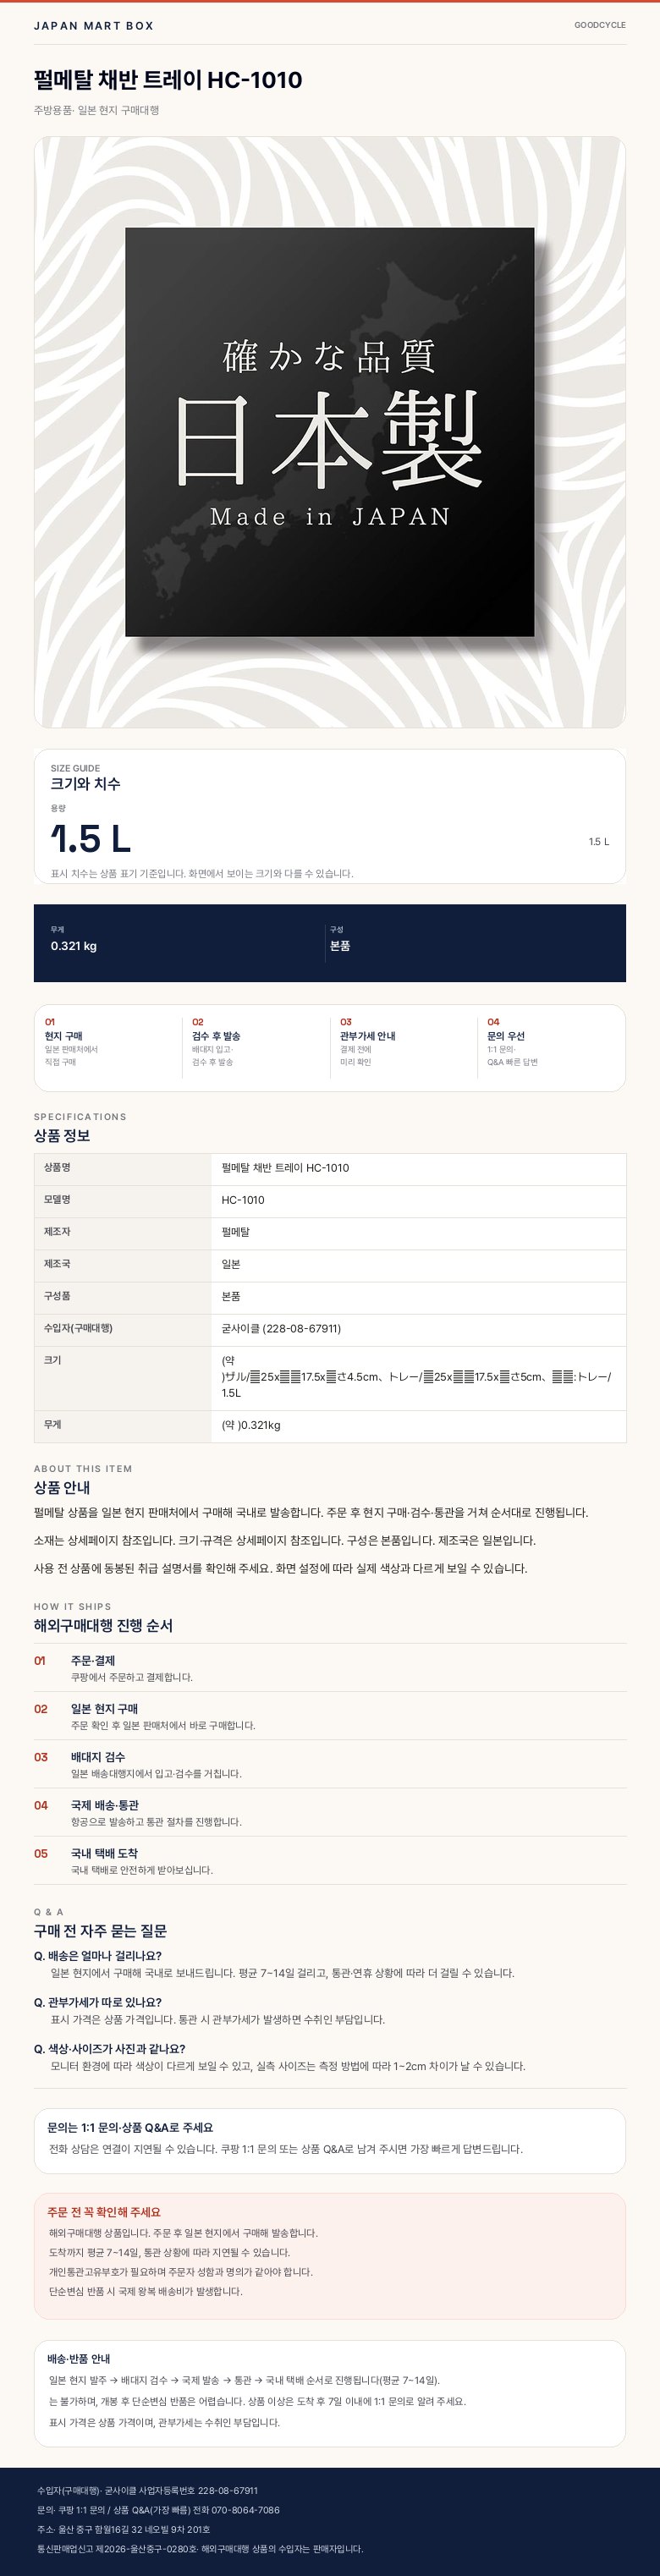 JAPAN MART BOX
GOODCYCLE
펄메탈 채반 트레이 HC-1010
주방용품· 일본 현지 구매대행
確かな品質
日本製
Made in JAPAN
SIZE GUIDE
크기와 치수
용량
1.5 L
1.5 L
표시 치수는 상품 표기 기준입니다. 화면에서 보이는 크기와 다를 수 있습니다.
무게
0.321 kg
구성
본품
01
현지 구매
일본 판매처에서
직접 구매
02
검수 후 발송
배대지 입고·
검수 후 발송
03
관부가세 안내
결제 전에
미리 확인
04
문의 우선
1:1 문의·
Q&A 빠른 답변
SPECIFICATIONS
상품 정보
상품명
펄메탈 채반 트레이 HC-1010
모델명
HC-1010
제조자
펄메탈
제조국
일본
구성품
본품
수입자(구매대행)
굳사이클 (228-08-67911)
크기
(약
)ザル/▤25x▤▤17.5x▤さ4.5cm、トレー/▤25x▤▤17.5x▤さ5cm、▤▤:トレー/
1.5L
무게
(약 )0.321kg
ABOUT THIS ITEM
상품 안내
펄메탈 상품을 일본 현지 판매처에서 구매해 국내로 발송합니다. 주문 후 현지 구매·검수·통관을 거쳐 순서대로 진행됩니다.
소재는 상세페이지 참조입니다. 크기·규격은 상세페이지 참조입니다. 구성은 본품입니다. 제조국은 일본입니다.
사용 전 상품에 동봉된 취급 설명서를 확인해 주세요. 화면 설정에 따라 실제 색상과 다르게 보일 수 있습니다.
HOW IT SHIPS
해외구매대행 진행 순서
01
주문·결제
쿠팡에서 주문하고 결제합니다.
02
일본 현지 구매
주문 확인 후 일본 판매처에서 바로 구매합니다.
03
배대지 검수
일본 배송대행지에서 입고·검수를 거칩니다.
04
국제 배송·통관
항공으로 발송하고 통관 절차를 진행합니다.
05
국내 택배 도착
국내 택배로 안전하게 받아보십니다.
Q & A
구매 전 자주 묻는 질문
Q. 배송은 얼마나 걸리나요?
일본 현지에서 구매해 국내로 보내드립니다. 평균 7~14일 걸리고, 통관·연휴 상황에 따라 더 걸릴 수 있습니다.
Q. 관부가세가 따로 있나요?
표시 가격은 상품 가격입니다. 통관 시 관부가세가 발생하면 수취인 부담입니다.
Q. 색상·사이즈가 사진과 같나요?
모니터 환경에 따라 색상이 다르게 보일 수 있고, 실측 사이즈는 측정 방법에 따라 1~2cm 차이가 날 수 있습니다.
문의는 1:1 문의·상품 Q&A로 주세요
전화 상담은 연결이 지연될 수 있습니다. 쿠팡 1:1 문의 또는 상품 Q&A로 남겨 주시면 가장 빠르게 답변드립니다.
주문 전 꼭 확인해 주세요
해외구매대행 상품입니다. 주문 후 일본 현지에서 구매해 발송합니다.
도착까지 평균 7~14일, 통관 상황에 따라 지연될 수 있습니다.
개인통관고유부호가 필요하며 주문자 성함과 명의가 같아야 합니다.
단순변심 반품 시 국제 왕복 배송비가 발생합니다.
배송·반품 안내
일본 현지 발주 → 배대지 검수 → 국제 발송 → 통관 → 국내 택배 순서로 진행됩니다(평균 7~14일).
는 불가하며, 개봉 후 단순변심 반품은 어렵습니다. 상품 이상은 도착 후 7일 이내에 1:1 문의로 알려 주세요.
표시 가격은 상품 가격이며, 관부가세는 수취인 부담입니다.
수입자(구매대행)· 굳사이클 사업자등록번호 228-08-67911
문의· 쿠팡 1:1 문의 / 상품 Q&A(가장 빠름) 전화 070-8064-7086
주소· 울산 중구 함월16길 32 네오빌 9차 201호
통신판매업신고 제2026-울산중구-0280호· 해외구매대행 상품의 수입자는 판매자입니다.